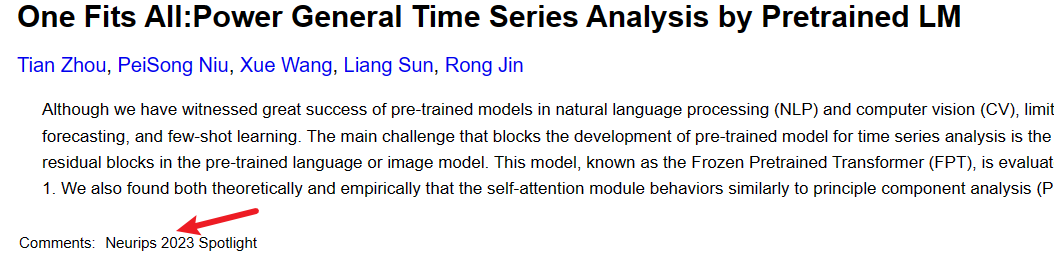 One Fits All:Power General Time Series Analysis by Pretrained LM
Tian Zhou, PeiSong Niu, Xue Wang, Liang Sun, Rong Jin
Although we have witnessed great success of pre-trained models in natural language processing (NLP) and computer vision (CV), limit
forecasting, and few-shot learning. The main challenge that blocks the development of pre-trained model for time series analysis is the
residual blocks in the pre-trained language or image model. This model, known as the Frozen Pretrained Transformer (FPT), is evaluat
1. We also found both theoretically and empirically that the self-attention module behaviors similarly to principle component analysis (P
Comments: Neurips 2023 Spotlight